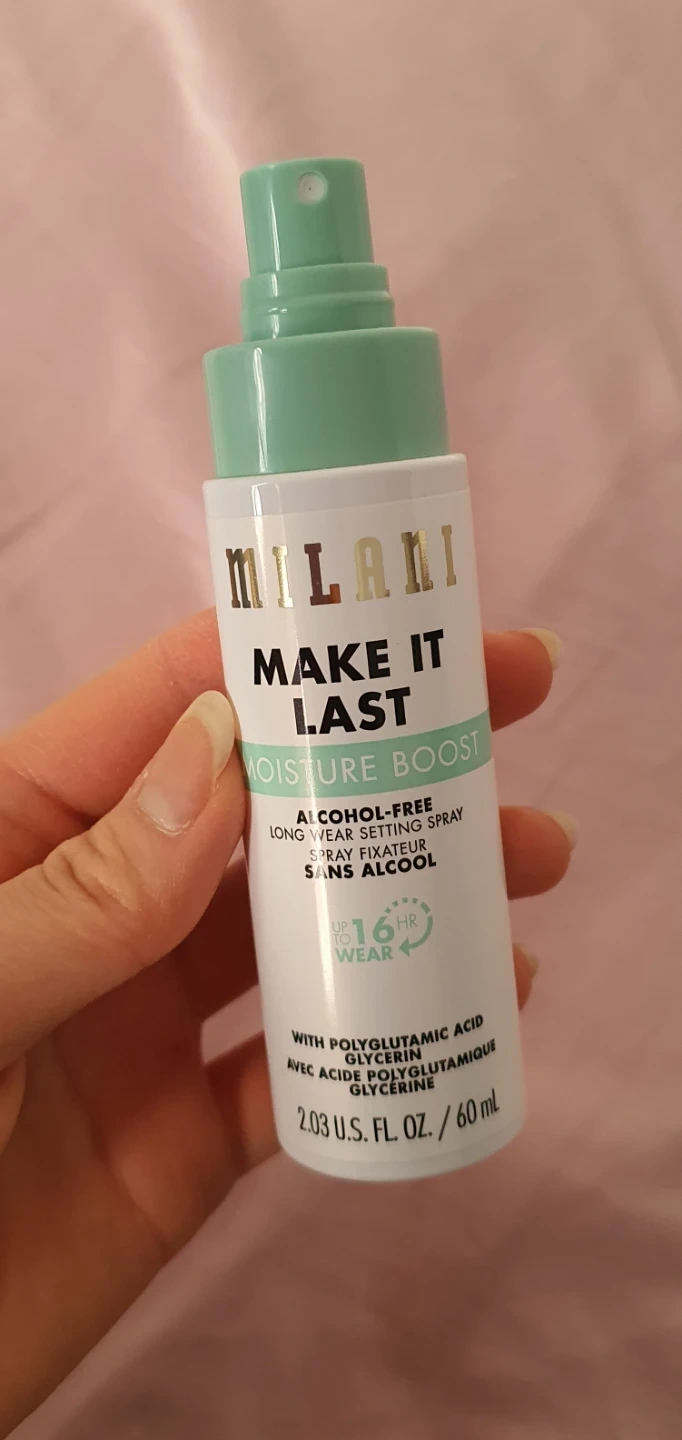 MILANI
MAKE IT
LAST
MOISTURE BOOST
ALCOHOL-FREE
LONG WEAR SETTING SPRAY
SPRAY FIXATEUR
SANS ALCOOL
UP TO 16 HR
WEAR
WITH POLYGLUTAMIC ACID
GLYCERIN
AVEC ACIDE POLYGLUTAMIQUE
GLYCÉRINE
2.03 U.S. FL. OZ. / 60 mL